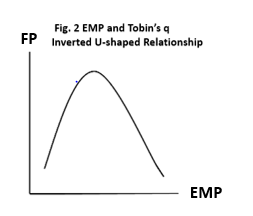 Fig. 2 EMP and Tobin's q
FP Inverted U-shaped Relationship
EMP